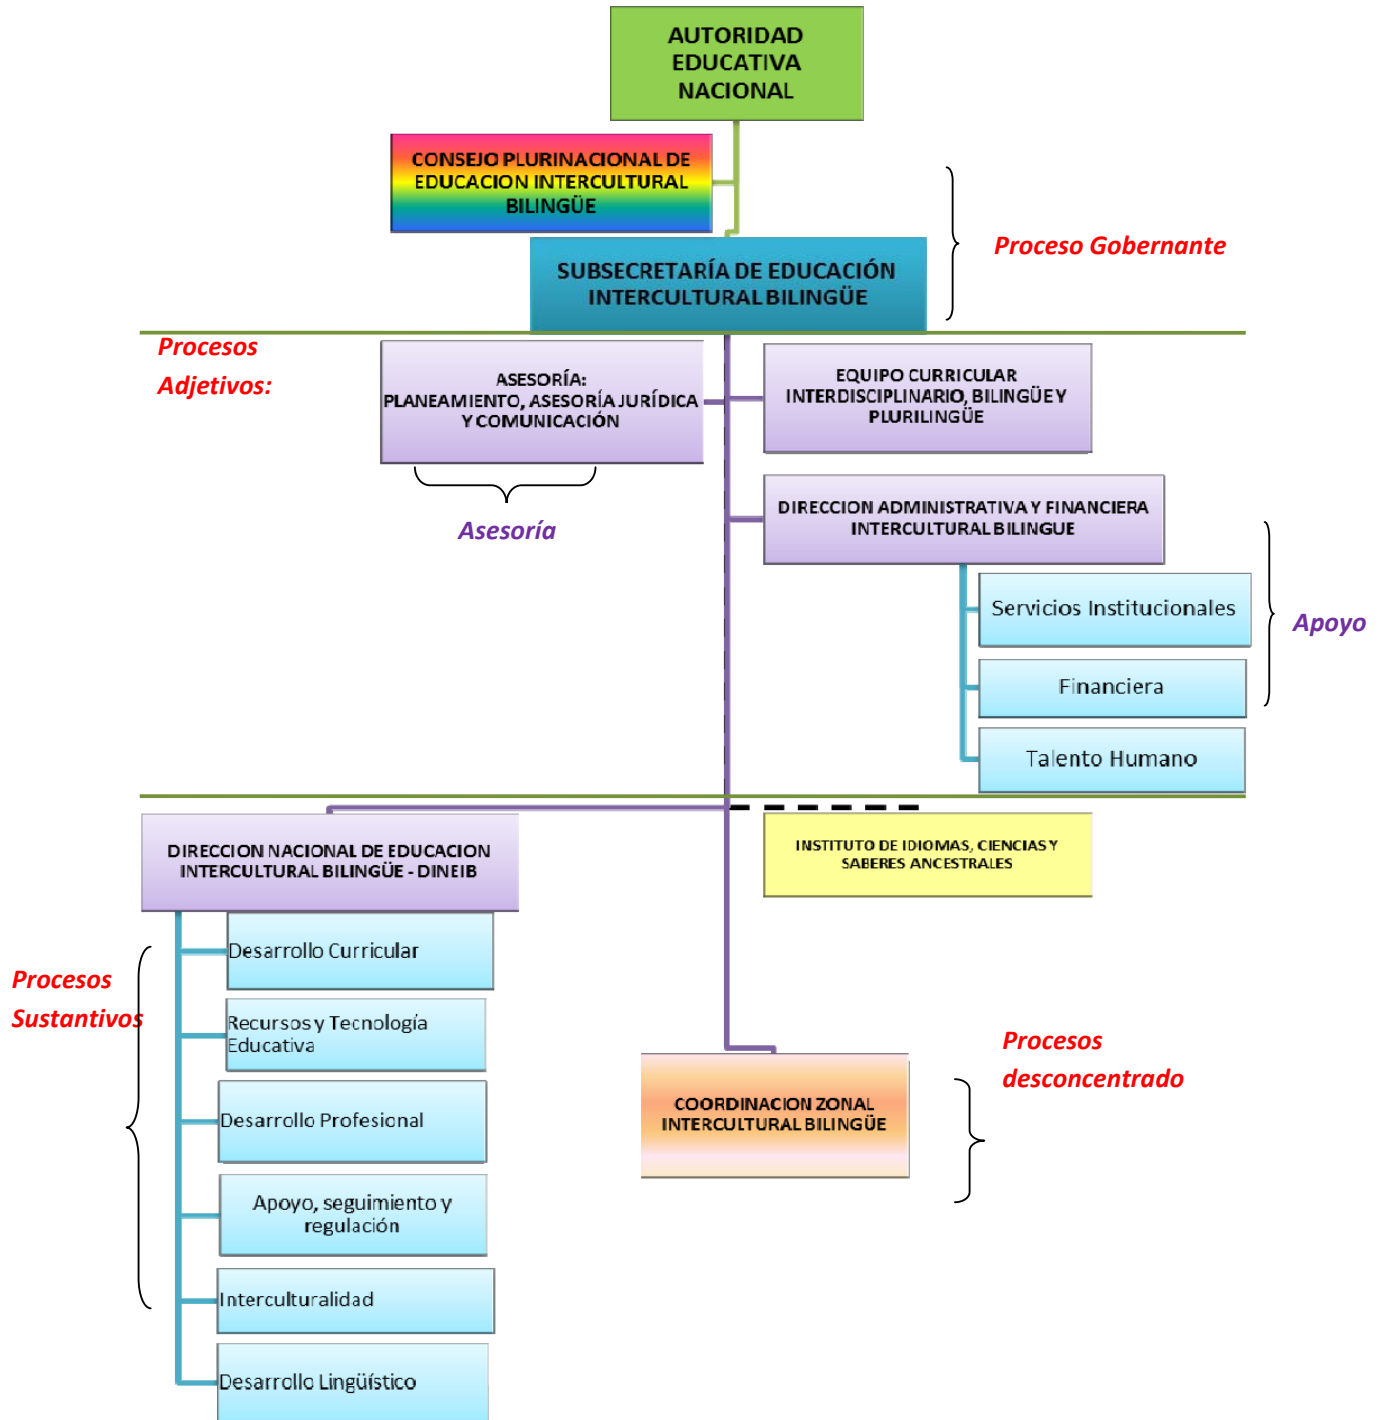 AUTORIDAD
EDUCATIVA
NACIONAL
CONSEJO PLURINACIONAL DE
EDUCACION INTERCULTURAL
BILINGÜE
Proceso Gobernante
SUBSECRETARÍA DE EDUCACIÓN
INTERCULTURAL BILINGÜE
Procesos
Adjetivos:
ASESORÍA:
PLANEAMIENTO, ASESORÍA JURÍDICA
Y COMUNICACIÓN
EQUIPO CURRICULAR
INTERDISCIPLINARIO, BILINGÜE Y
PLURILINGÜE
Asesoría
DIRECCION ADMINISTRATIVA Y FINANCIERA
INTERCULTURAL BILINGUE
Servicios Institucionales
Apoyo
Financiera
Talento Humano
DIRECCION NACIONAL DE EDUCACION
INTERCULTURAL BILINGÜE - DINEIB
INSTITUTO DE IDIOMAS, CIENCIAS Y
SABERES ANCESTRALES
Procesos
Sustantivos
Desarrollo Curricular
Recursos y Tecnología
Educativa
Desarrollo Profesional
Apoyo, seguimiento y
regulación
Interculturalidad
Desarrollo Lingüístico
COORDINACION ZONAL
INTERCULTURAL BILINGÜE
Procesos
desconcentrado